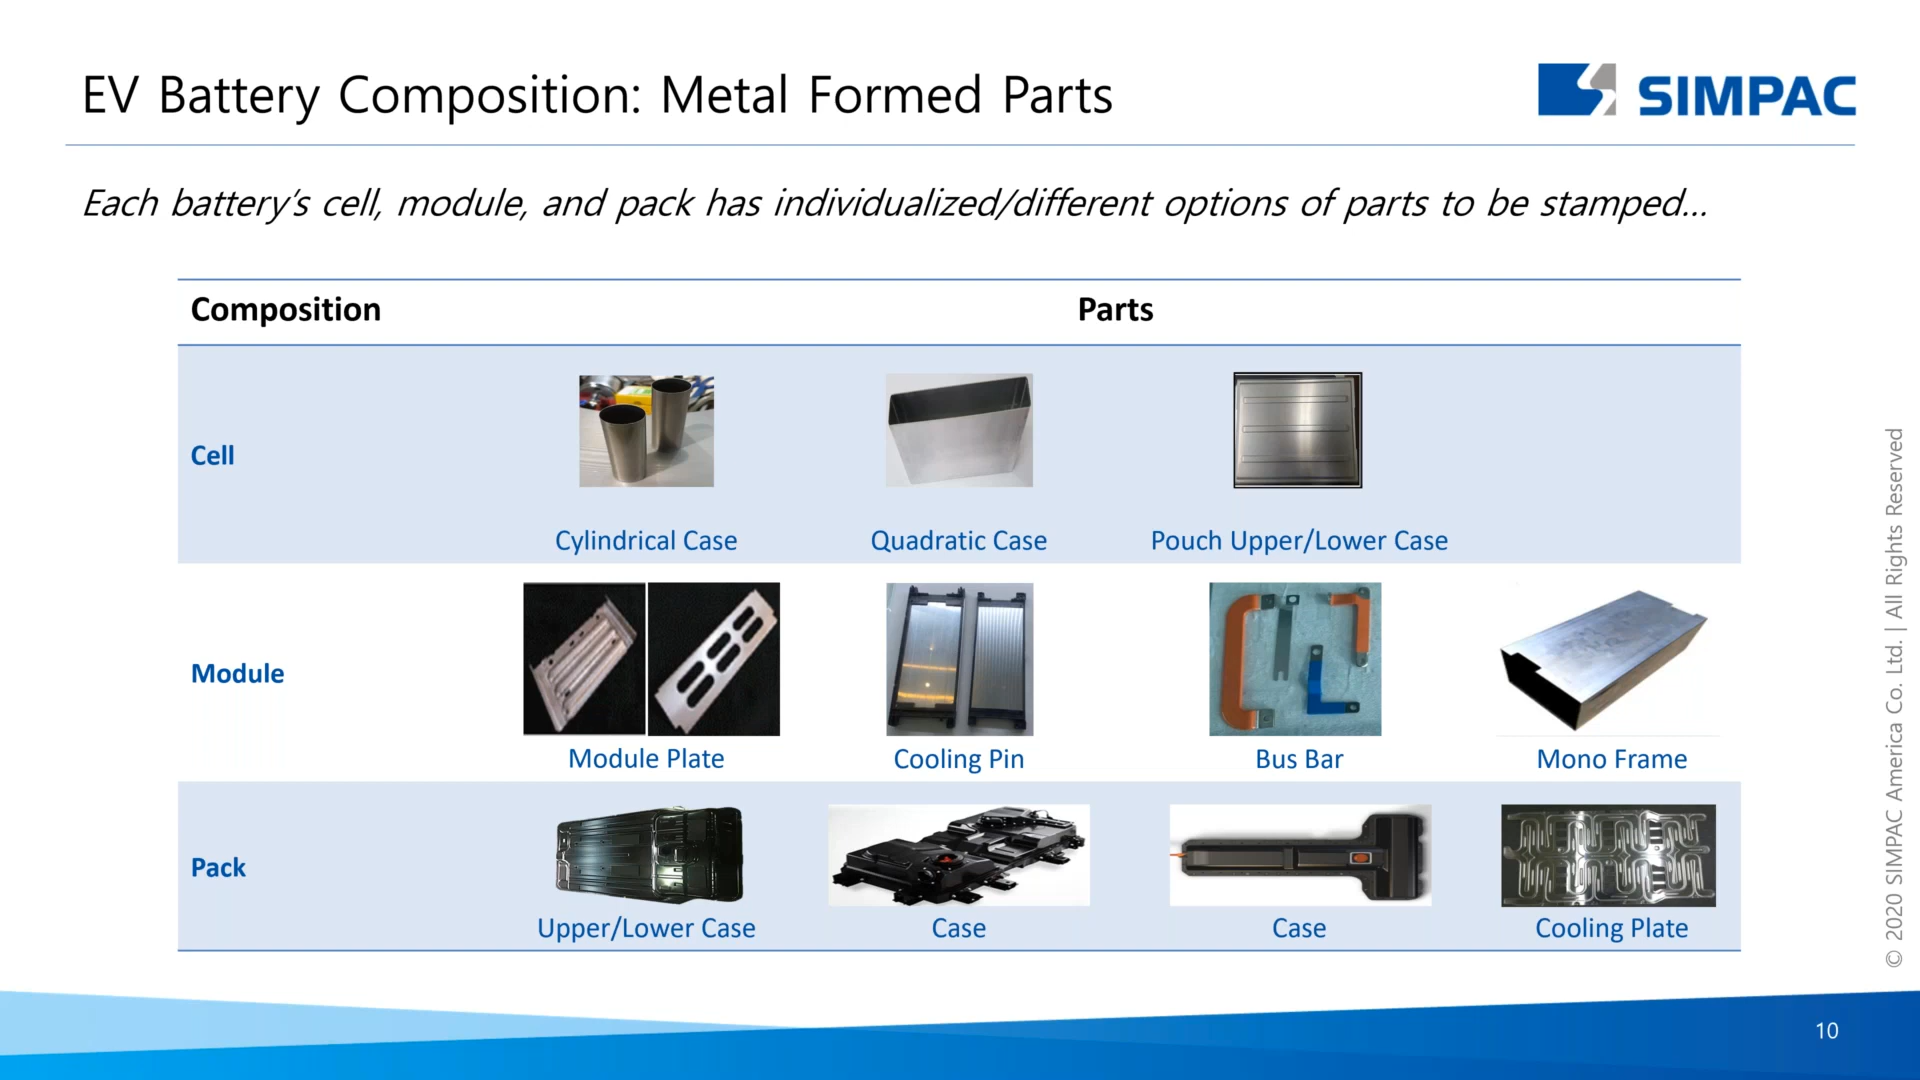 EV Battery Composition: Metal Formed Parts
SIMPAC
Each battery's cell, module, and pack has individualized/different options of parts to be stamped...
Composition Parts
Cell
Cylindrical Case Quadratic Case Pouch Upper/Lower Case
Module
Module Plate Cooling Pin Bus Bar Mono Frame
Pack
Upper/Lower Case Case Case Cooling Plate
© 2020 SIMPAC America Co. Ltd. | All Rights Reserved
10